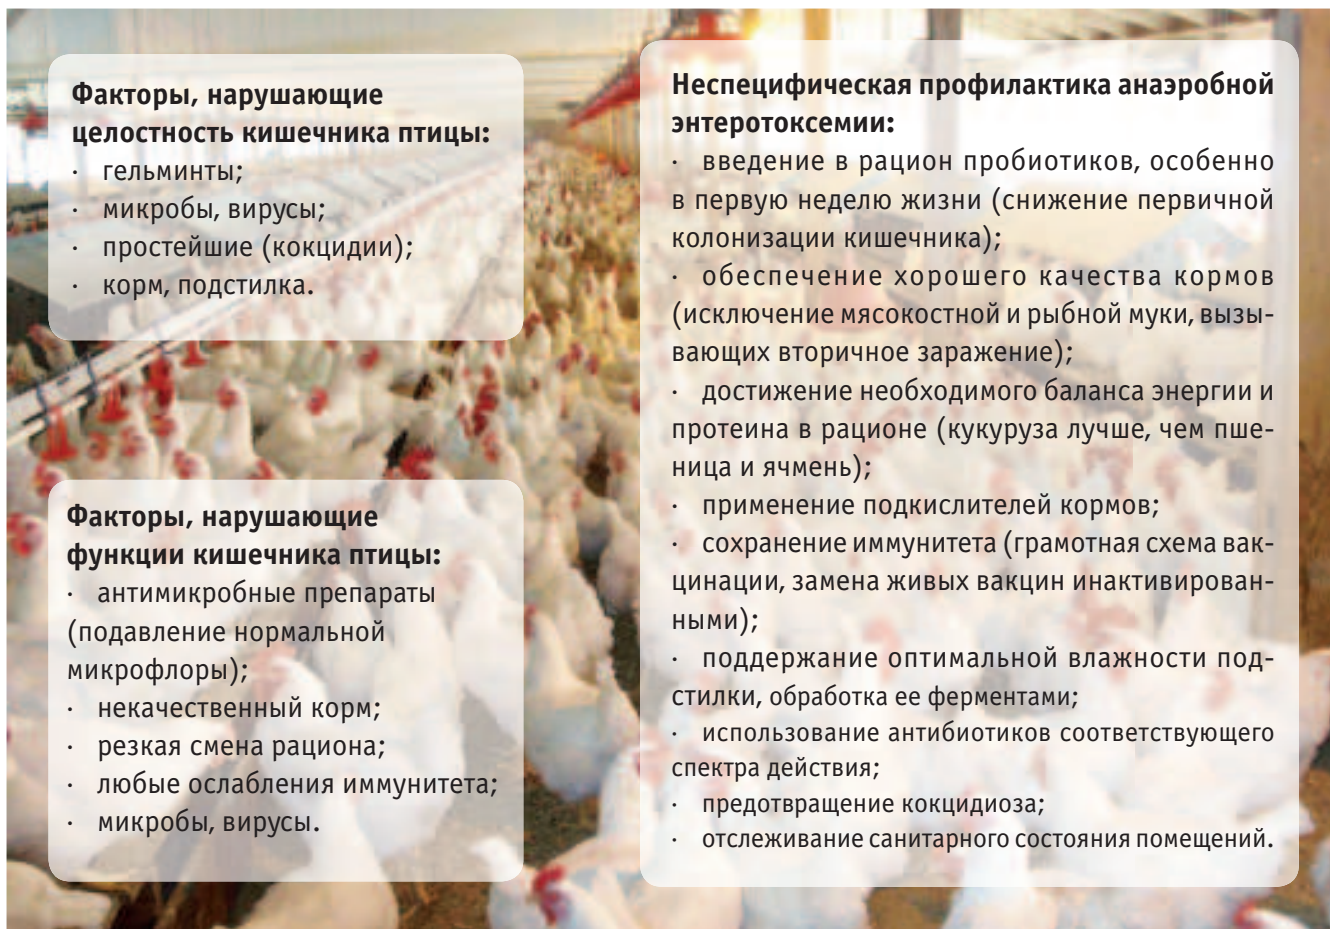 Факторы, нарушающие
целостность кишечника птицы:
· гельминты;
· микробы, вирусы;
· простейшие (кокцидии);
· корм, подстилка.
Факторы, нарушающие
функции кишечника птицы:
· антимикробные препараты
(подавление нормальной
микрофлоры);
· некачественный корм;
· резкая смена рациона;
· любые ослабления иммунитета;
· микробы, вирусы.
Неспецифическая профилактика анаэробной
энтеротоксемии:
· введение в рацион пробиотиков, особенно
в первую неделю жизни (снижение первичной
колонизации кишечника);
· обеспечение хорошего качества кормов
(исключение мясокостной и рыбной муки, вызы-
вающих вторичное заражение);
· достижение необходимого баланса энергии и
протеина в рационе (кукуруза лучше, чем пше-
ница и ячмень);
· применение подкислителей кормов;
· сохранение иммунитета (грамотная схема вак-
цинации, замена живых вакцин инактивирован-
ными);
· поддержание оптимальной влажности под-
стилки, обработка ее ферментами;
· использование антибиотиков соответствующего
спектра действия;
· предотвращение кокцидиоза;
· отслеживание санитарного состояния помещений.